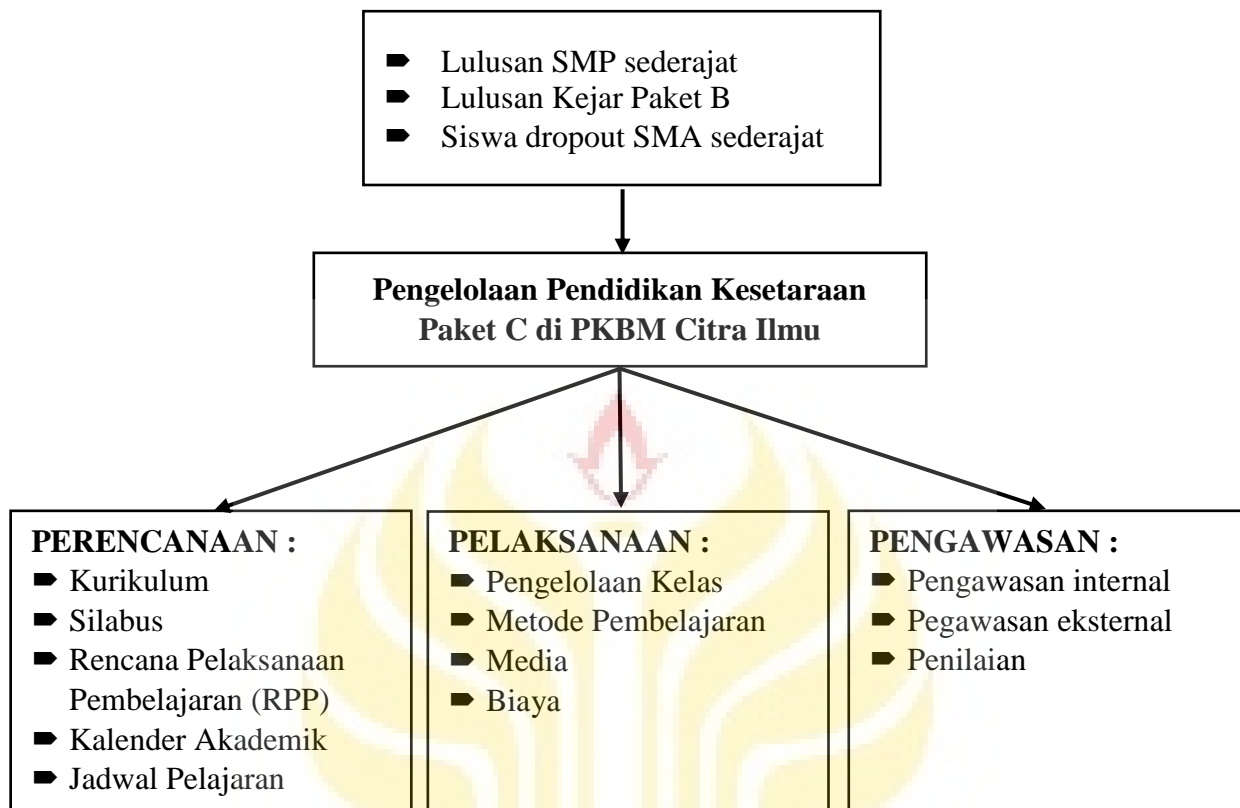 Lulusan SMP sederajat
Lulusan Kejar Paket B
Siswa dropout SMA sederajat
Pengelolaan Pendidikan Kesetaraan
Paket C di PKBM Citra Ilmu
PERENCANAAN :
Kurikulum
Silabus
Rencana Pelaksanaan
Pembelajaran (RPP)
Kalender Akademik
Jadwal Pelajaran
PELAKSANAAN :
Pengelolaan Kelas
Metode Pembelajaran
Media
Biaya
PENGAWASAN :
Pengawasan internal
Pegawasan eksternal
Penilaian